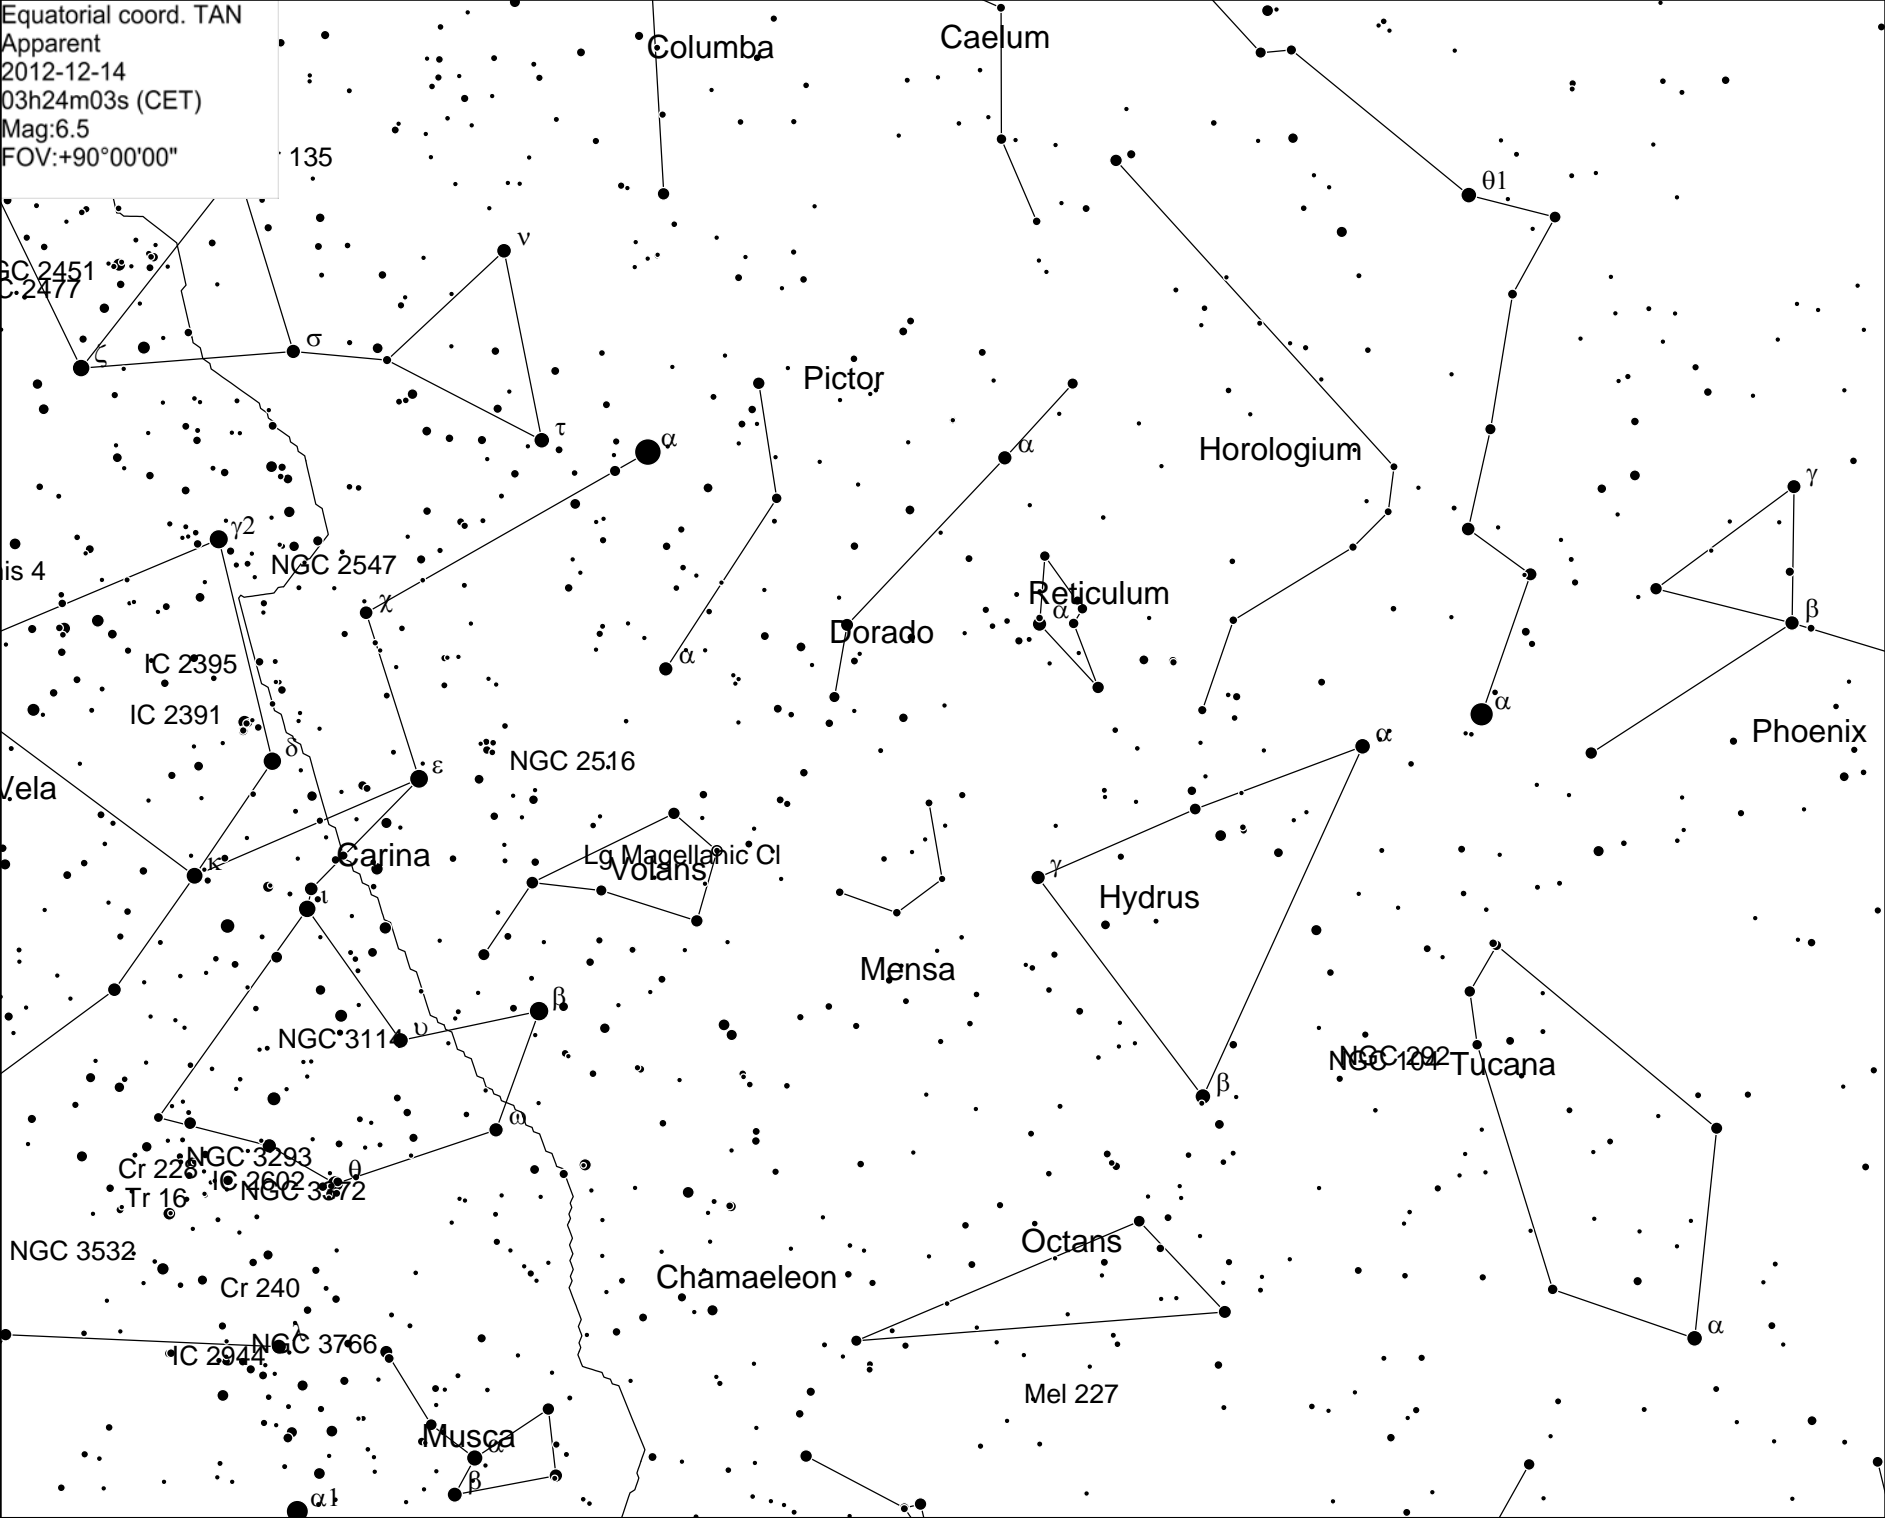 Equatorial coord. TAN
Apparent
2012-12-14
03h24m03s (CET)
Mag:6.5
FOV:+90°00'00"
Columba
Caelum
135
θ1
ν
GC 2451
C 2477
ζ
σ
Pictor
τ
α
α
Horologium
γ
γ2
NGC 2547
is 4
χ
Reticulum
α
β
Dorado
IC 2395
α
α
IC 2391
Phoenix
δ
α
ε
NGC 2516
Vela
κ
Carina
Lg Magellanic Cl
Volans
γ
ι
Hydrus
Mensa
β
υ
NGC 3114
NGC 292
NGC 104
Tucana
β
ω
NGC 3293
Cr 228
θ
IC 2602
NGC 3372
Tr 16
Octans
NGC 3532
Chamaeleon
Cr 240
α
λ
NGC 3766
IC 2944
Mel 227
Musca
α
β
α1